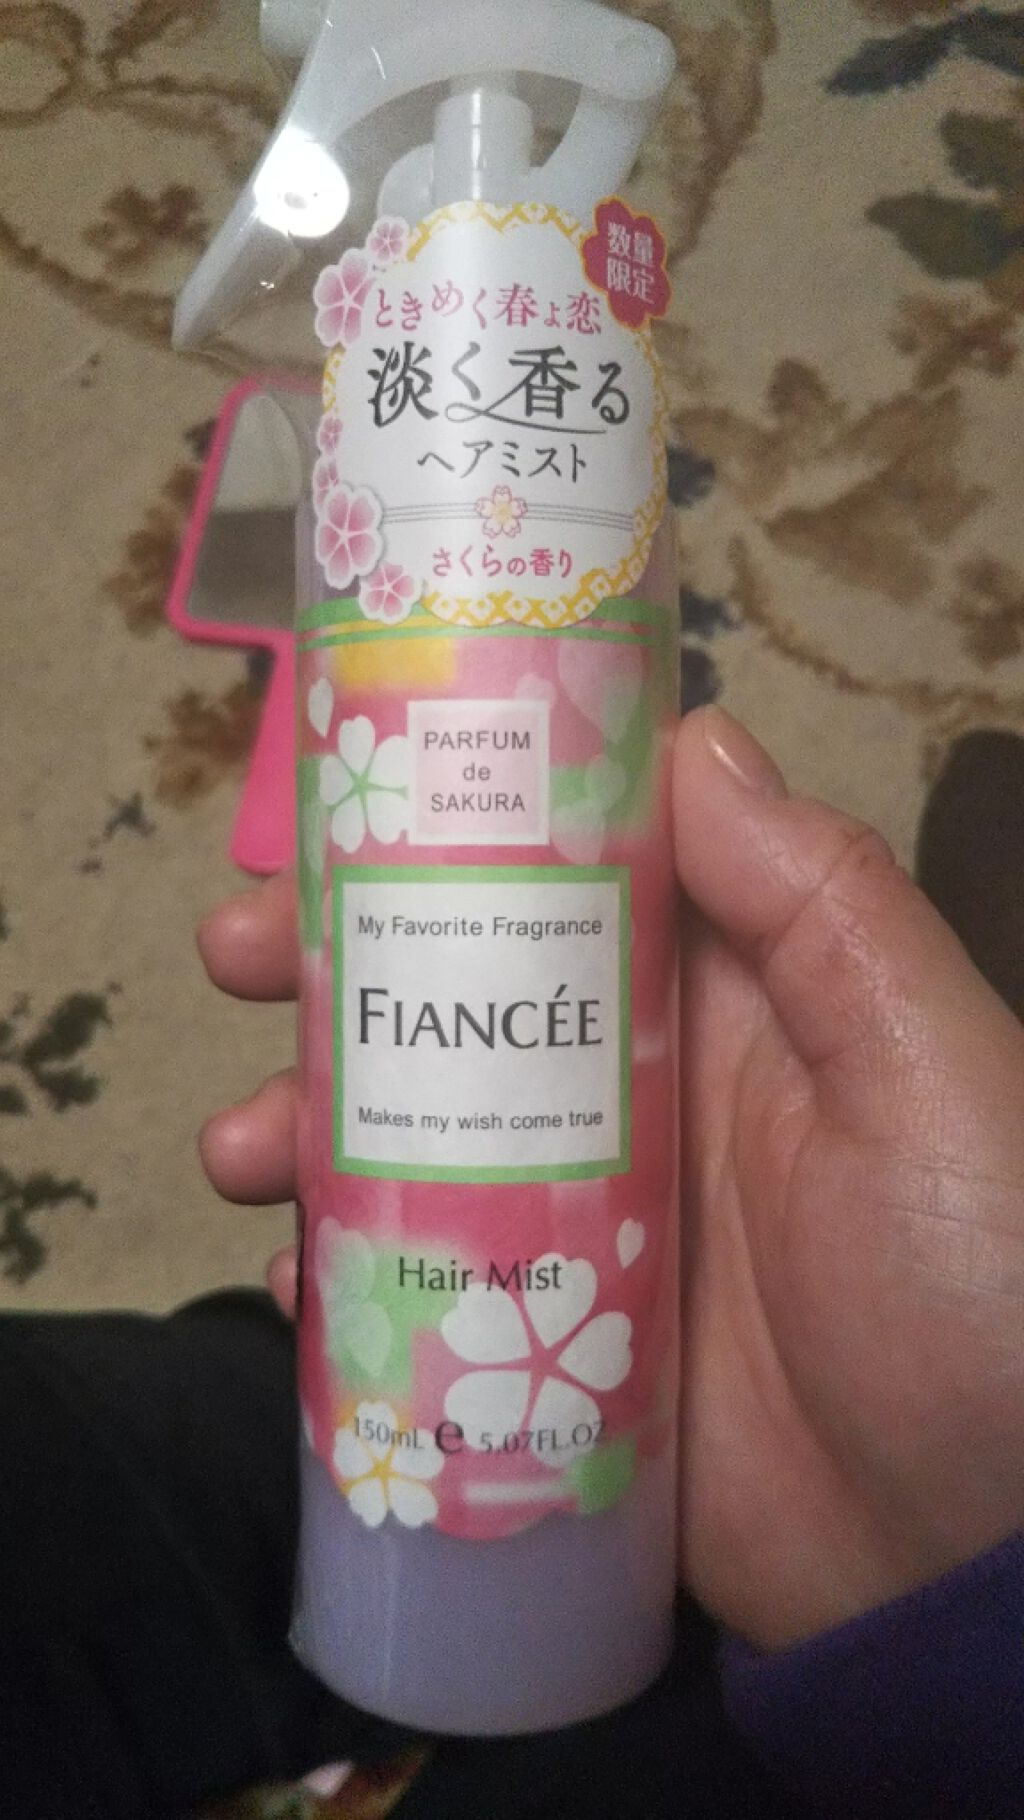 数量
限定
ときめく春よ恋
淡く香る
ヘアミスト
さくらの香り
PARFUM
de
SAKURA
My Favorite Fragrance
FIANCÉE
Makes my wish come true
Hair Mist
150mL e 5.07FL.OZ